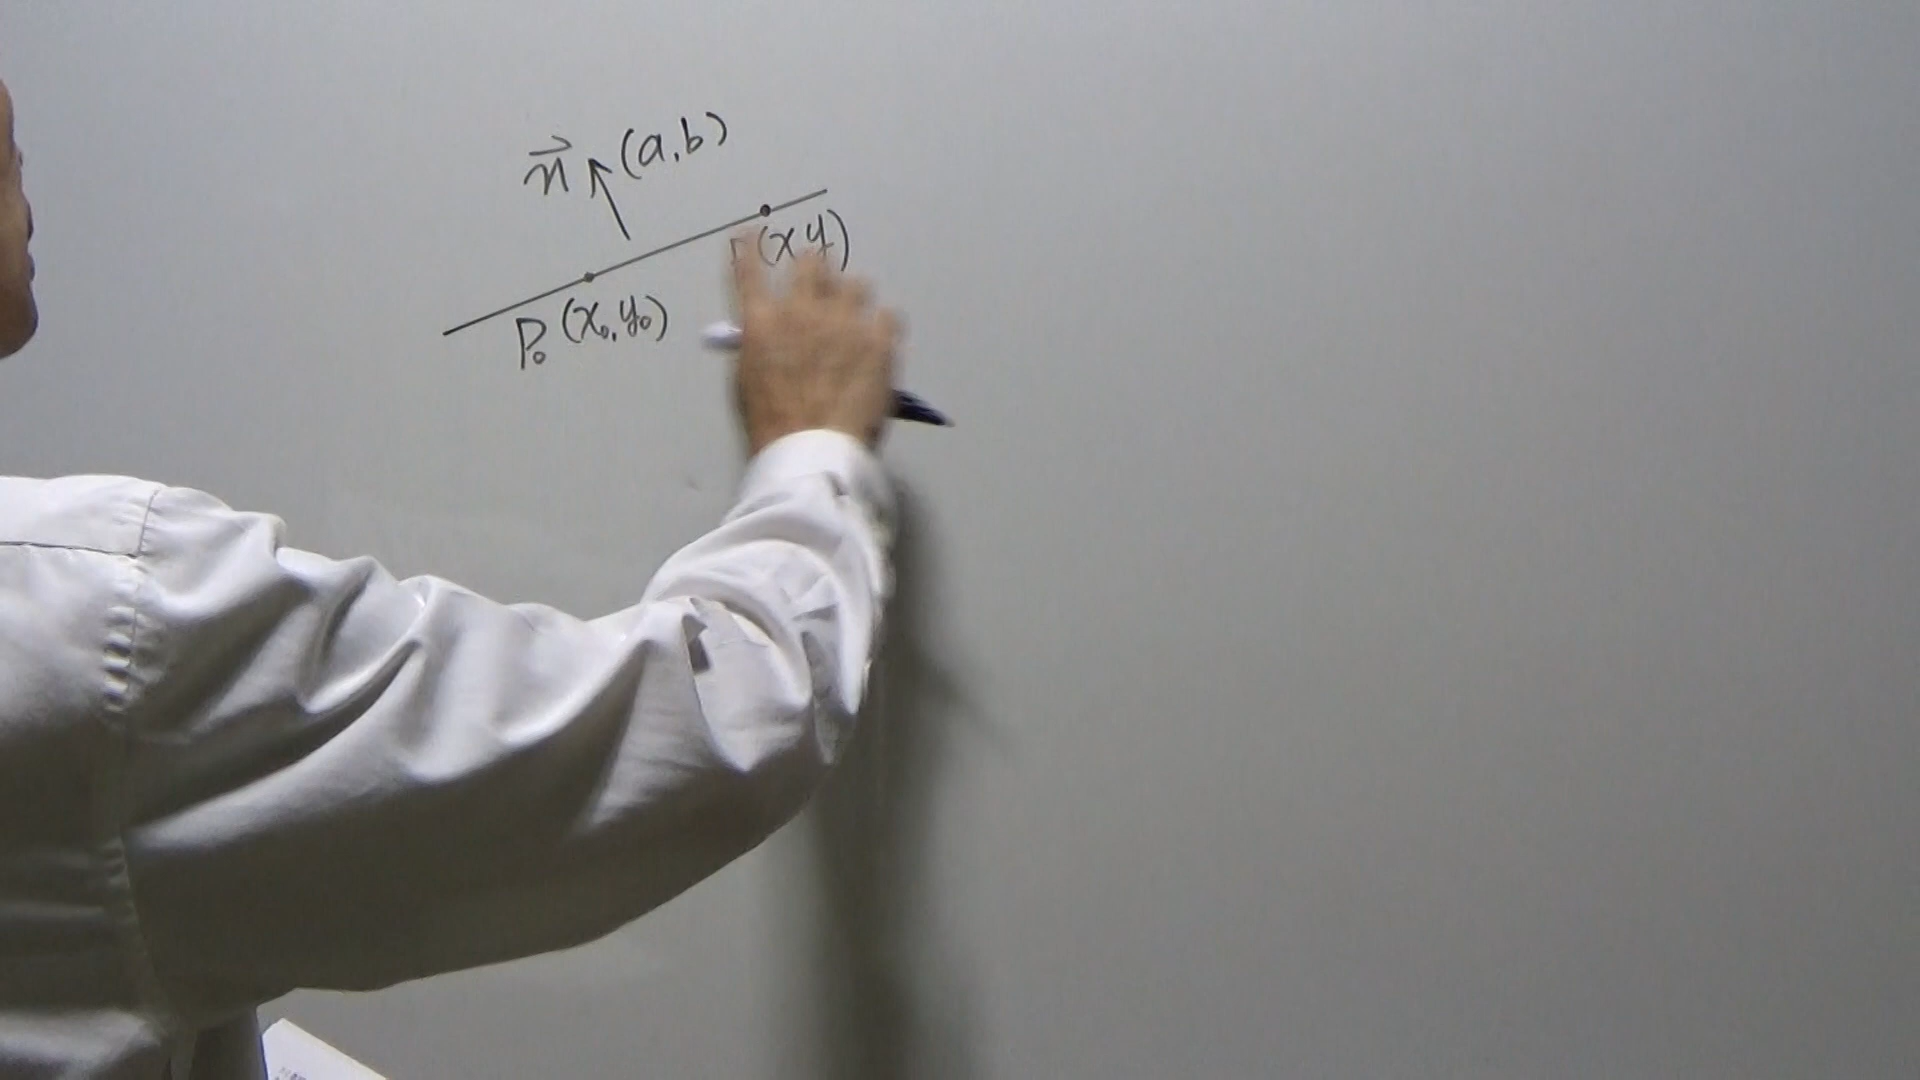 n⃗ (a,b)
P(x,y)
P₀ (x₀,y₀)